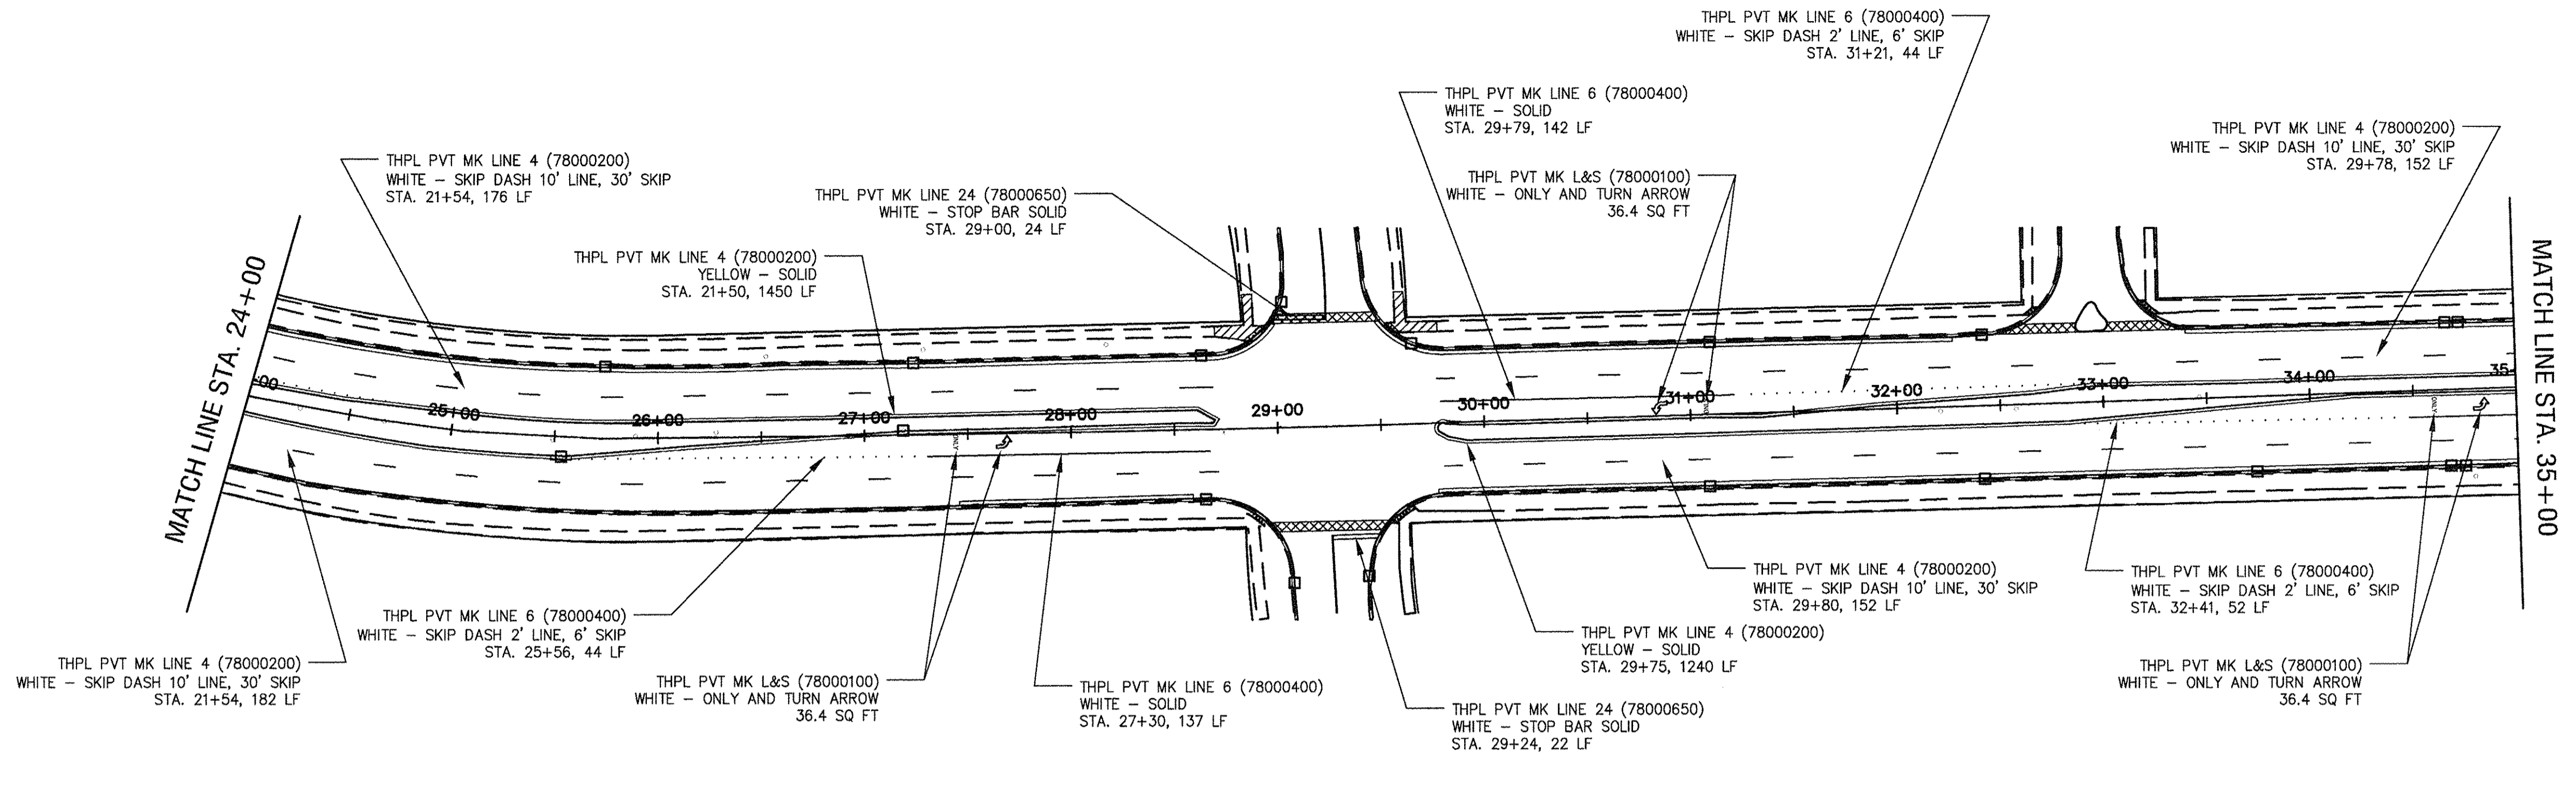 THPL PVT MK LINE 6 (78000400)
WHITE – SKIP DASH 2' LINE, 6' SKIP
STA. 31+21, 44 LF
THPL PVT MK LINE 6 (78000400)
WHITE – SOLID
STA. 29+79, 142 LF
THPL PVT MK LINE 4 (78000200)
WHITE – SKIP DASH 10' LINE, 30' SKIP
STA. 29+78, 152 LF
THPL PVT MK LINE 4 (78000200)
WHITE – SKIP DASH 10' LINE, 30' SKIP
STA. 21+54, 176 LF
THPL PVT MK L&S (78000100)
WHITE – ONLY AND TURN ARROW
36.4 SQ FT
THPL PVT MK LINE 24 (78000650)
WHITE – STOP BAR SOLID
STA. 29+00, 24 LF
THPL PVT MK LINE 4 (78000200)
YELLOW – SOLID
STA. 21+50, 1450 LF
MATCH LINE STA. 24+00
MATCH LINE STA. 35+00
00
25+00
26+00
27+00
28+00
29+00
30+00
31+00
32+00
33+00
34+00
35
ONLY
ONLY
THPL PVT MK LINE 4 (78000200)
WHITE – SKIP DASH 10' LINE, 30' SKIP
STA. 29+80, 152 LF
THPL PVT MK LINE 6 (78000400)
WHITE – SKIP DASH 2' LINE, 6' SKIP
STA. 32+41, 52 LF
THPL PVT MK LINE 6 (78000400)
WHITE – SKIP DASH 2' LINE, 6' SKIP
STA. 25+56, 44 LF
THPL PVT MK LINE 4 (78000200)
YELLOW – SOLID
STA. 29+75, 1240 LF
THPL PVT MK LINE 4 (78000200)
WHITE – SKIP DASH 10' LINE, 30' SKIP
STA. 21+54, 182 LF
THPL PVT MK L&S (78000100)
WHITE – ONLY AND TURN ARROW
36.4 SQ FT
THPL PVT MK LINE 6 (78000400)
WHITE – SOLID
STA. 27+30, 137 LF
THPL PVT MK L&S (78000100)
WHITE – ONLY AND TURN ARROW
36.4 SQ FT
THPL PVT MK LINE 24 (78000650)
WHITE – STOP BAR SOLID
STA. 29+24, 22 LF